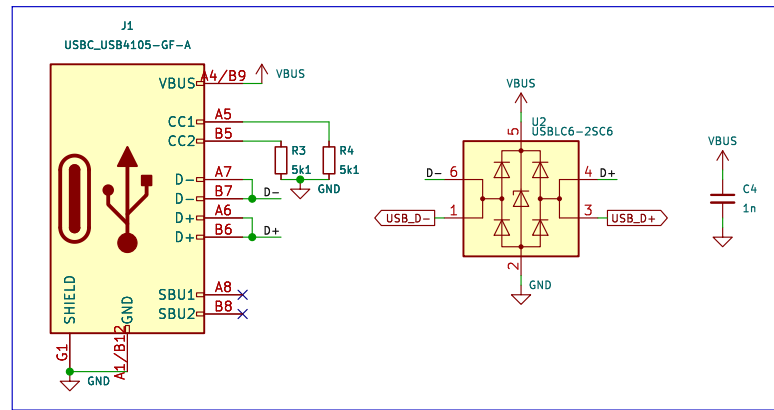 J1
USBC_USB4105-GF-A
VBUS
A4/B9
VBUS
CC1
A5
CC2
B5
R3
5k1
R4
5k1
GND
D-
A7
D-
B7
D-
D+
A6
D+
B6
D+
SBU1
A8
SBU2
B8
SHIELD
GND
G1
A1/B12
GND
VBUS
U2
USBLC6-2SC6
5
D-
6
4
D+
USB_D-
1
3
USB_D+
2
GND
VBUS
C4
1n